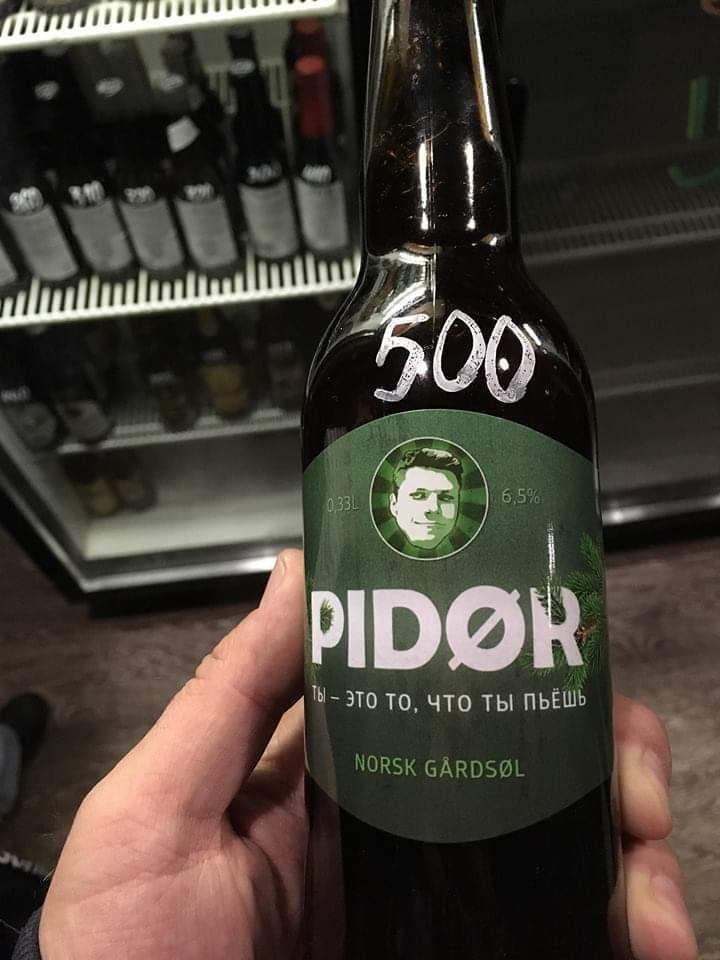 500
0,33L 6,5%
PIDØR
ТЫ – ЭТО ТО, ЧТО ТЫ ПЬЁШЬ
NORSK GÅRDSØL